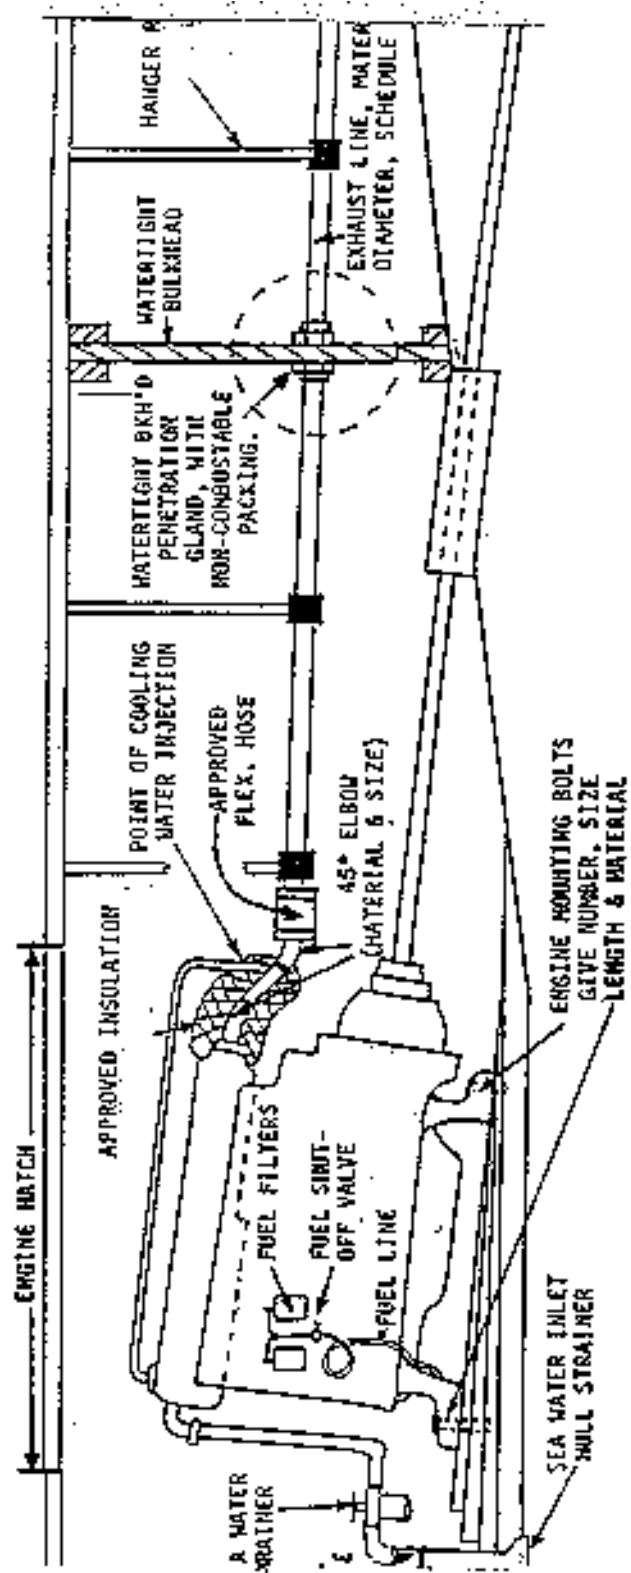 ENGINE HATCH
APPROVED INSULATION
POINT OF COOLING
WATER INJECTION
APPROVED
FLEX. HOSE
WATERTIGHT BKH'D
PENETRATION
GLAND, WITH
NON-COMBUSTABLE
PACKING.
WATERTIGHT
BULKHEAD
HANGER
EXHAUST LINE, MATER
DIAMETER, SCHEDULE
45° ELBOW
(MATERIAL & SIZE)
FUEL FILTERS
FUEL SHUT-
OFF VALVE
FUEL LINE
A WATER
RAINER
E
SEA WATER INLET
HULL STRAINER
ENGINE MOUNTING BOLTS
GIVE NUMBER, SIZE
LENGTH & MATERIAL